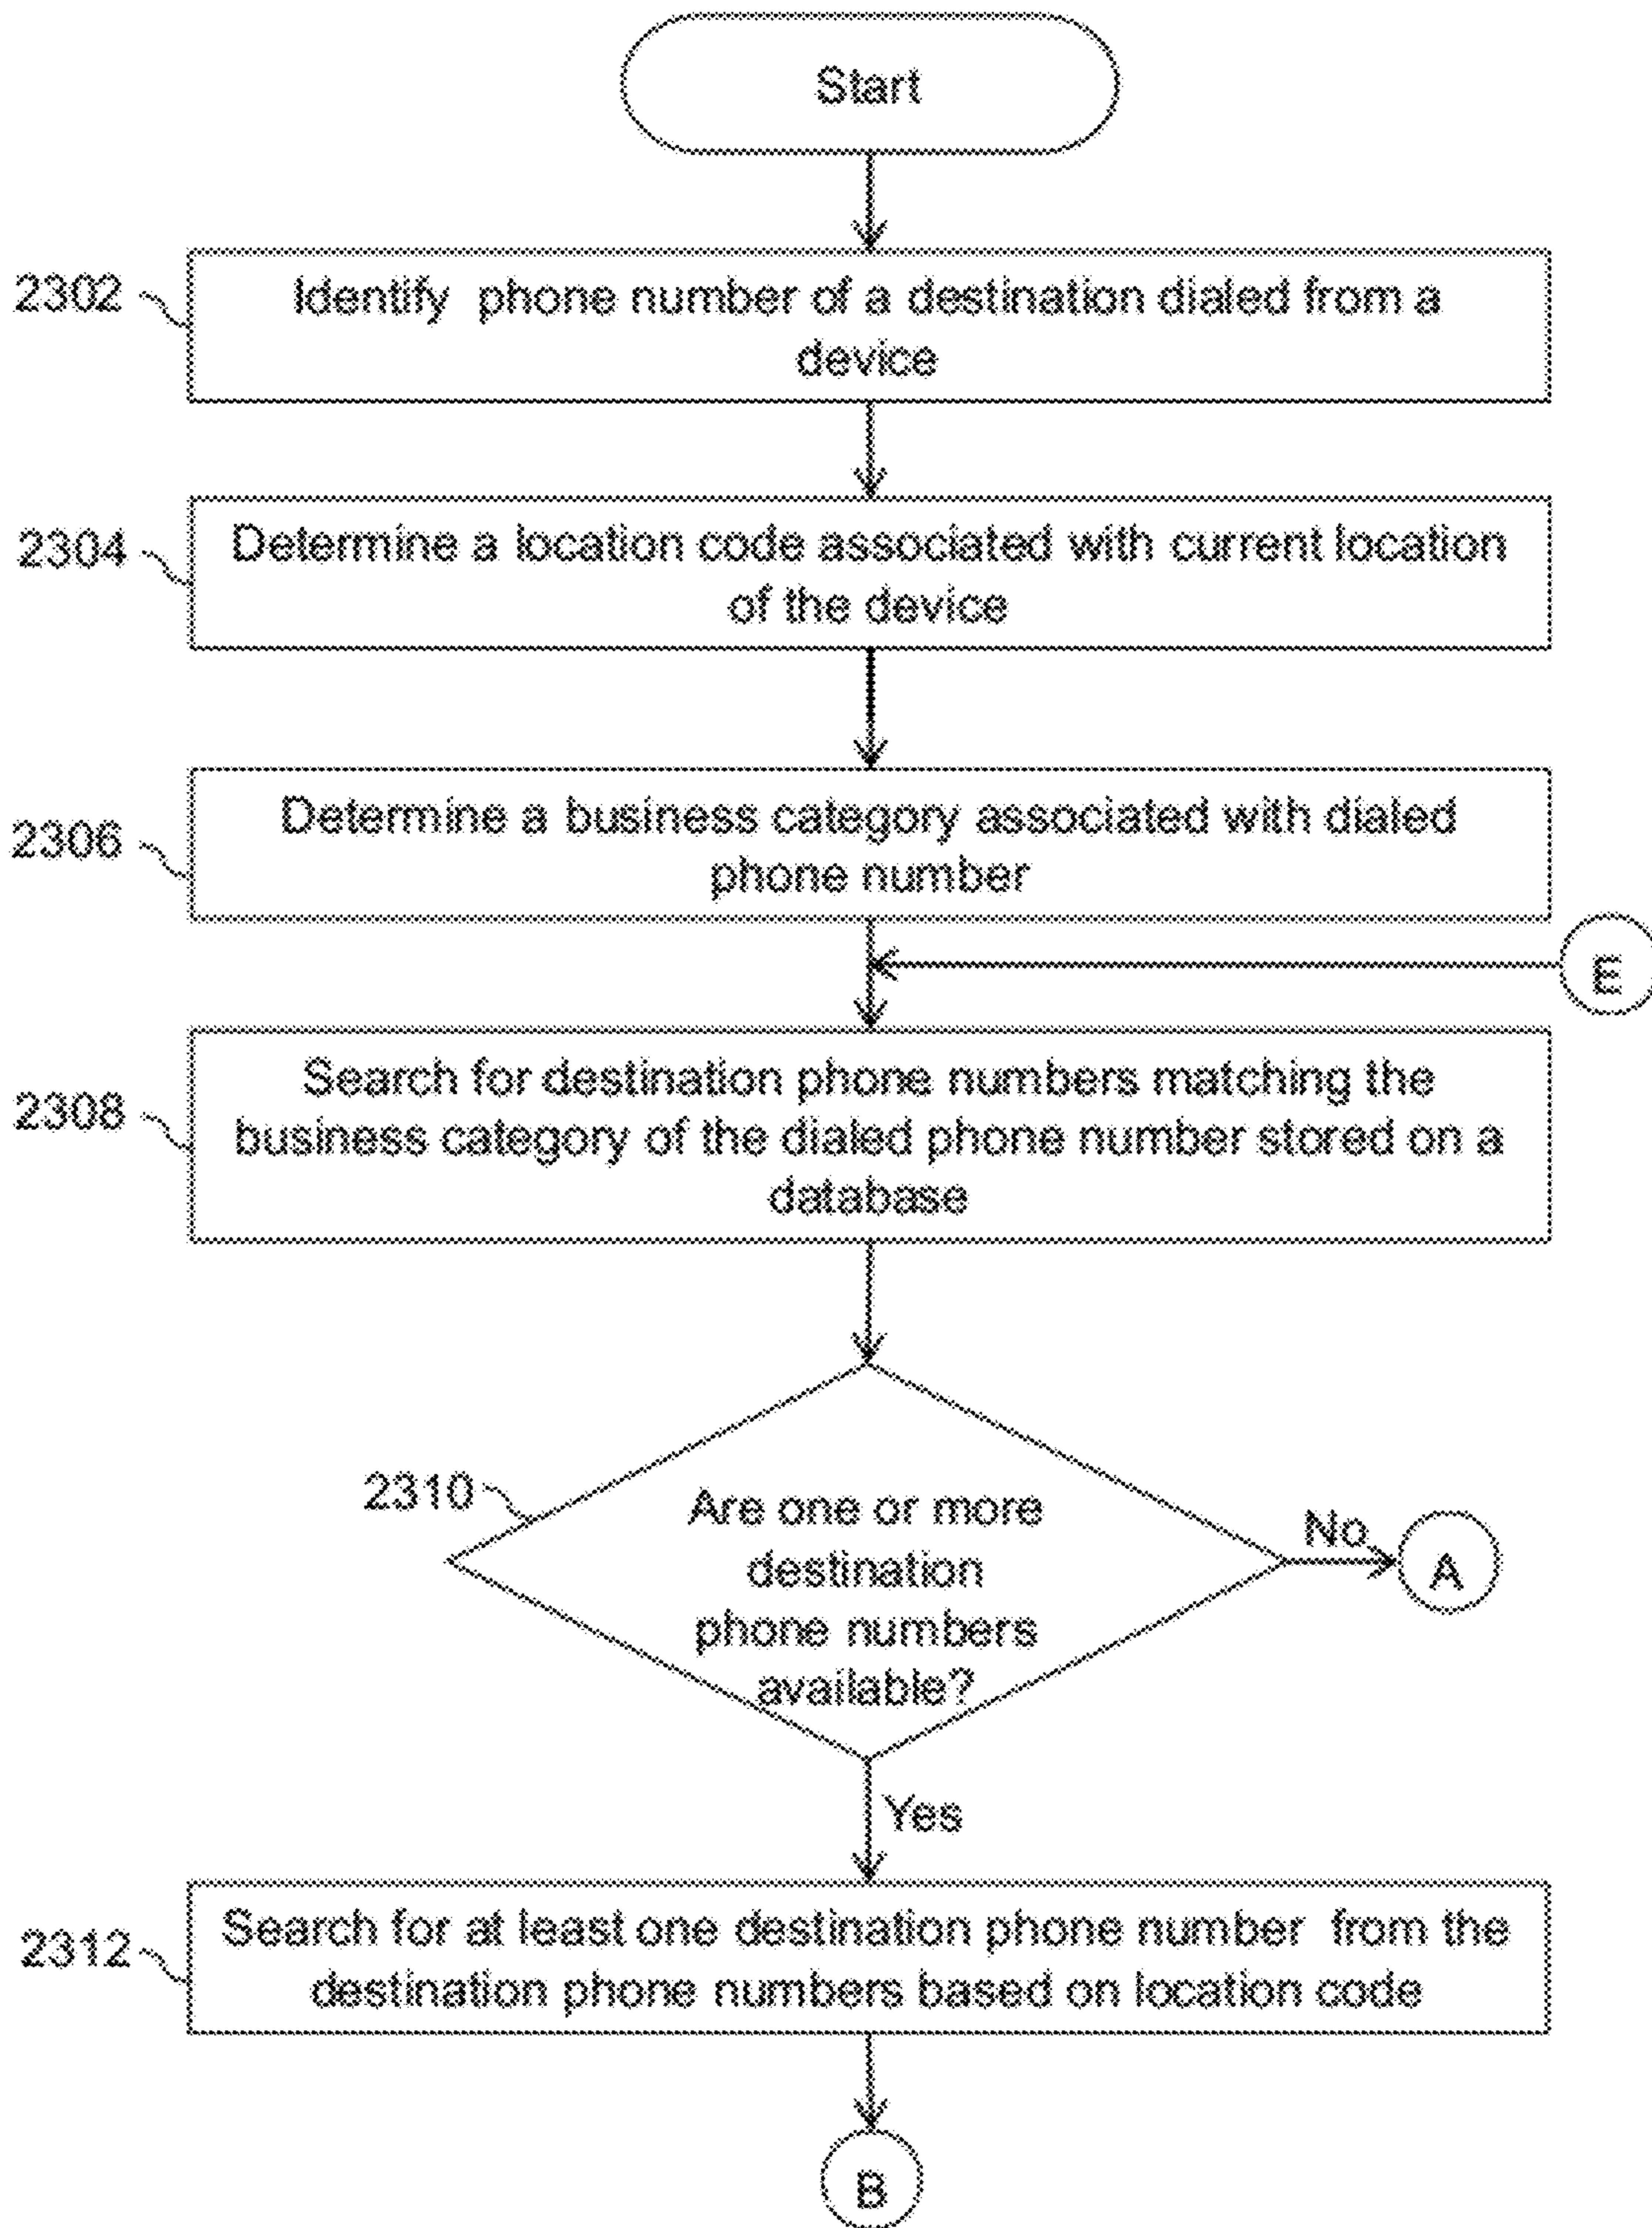 Start
2302
Identify phone number of a destination dialed from a
device
2304
Determine a location code associated with current location
of the device
2306
Determine a business category associated with dialed
phone number
E
2308
Search for destination phone numbers matching the
business category of the dialed phone number stored on a
database
2310
Are one or more
destination
phone numbers
available?
No
A
Yes
2312
Search for at least one destination phone number from the
destination phone numbers based on location code
B